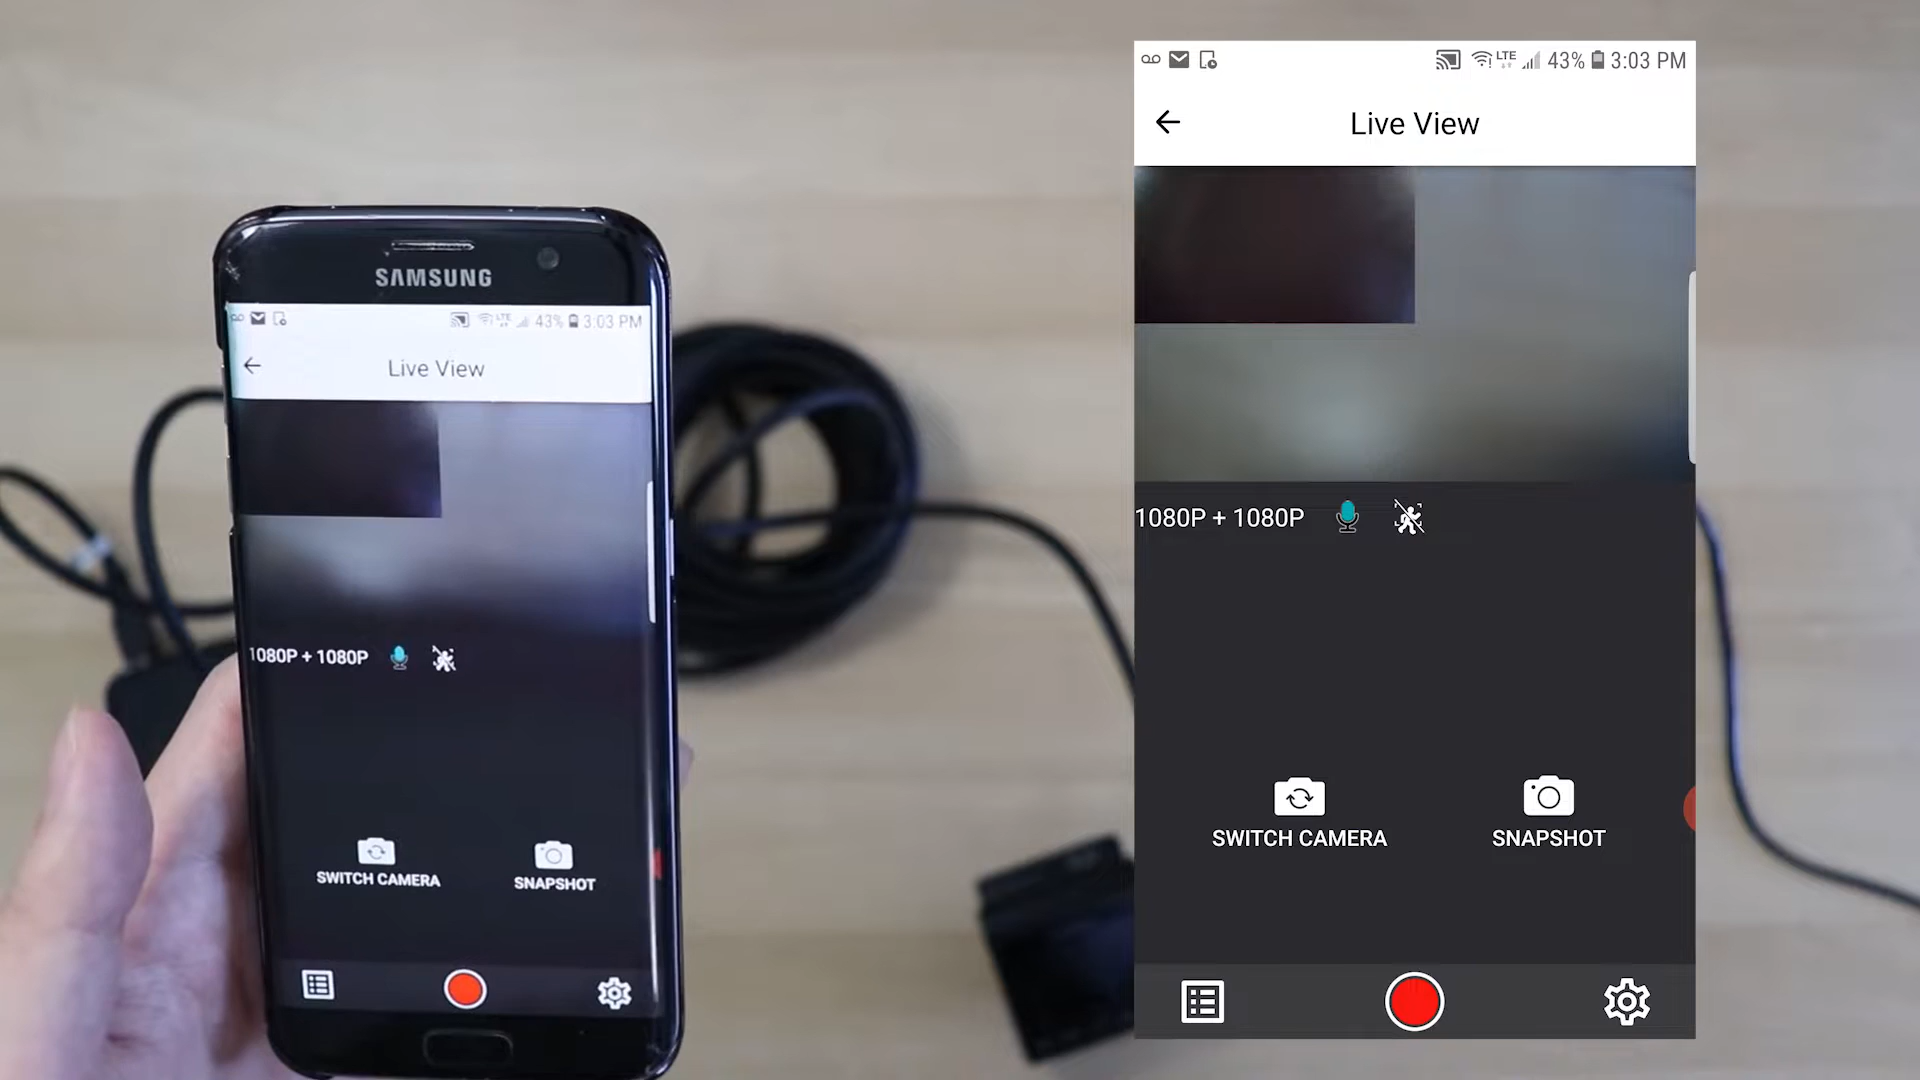 SAMSUNG
LTE 43% 3:03 PM
Live View
1080P + 1080P
SWITCH CAMERA
SNAPSHOT
LTE 43% 3:03 PM
Live View
1080P + 1080P
SWITCH CAMERA
SNAPSHOT